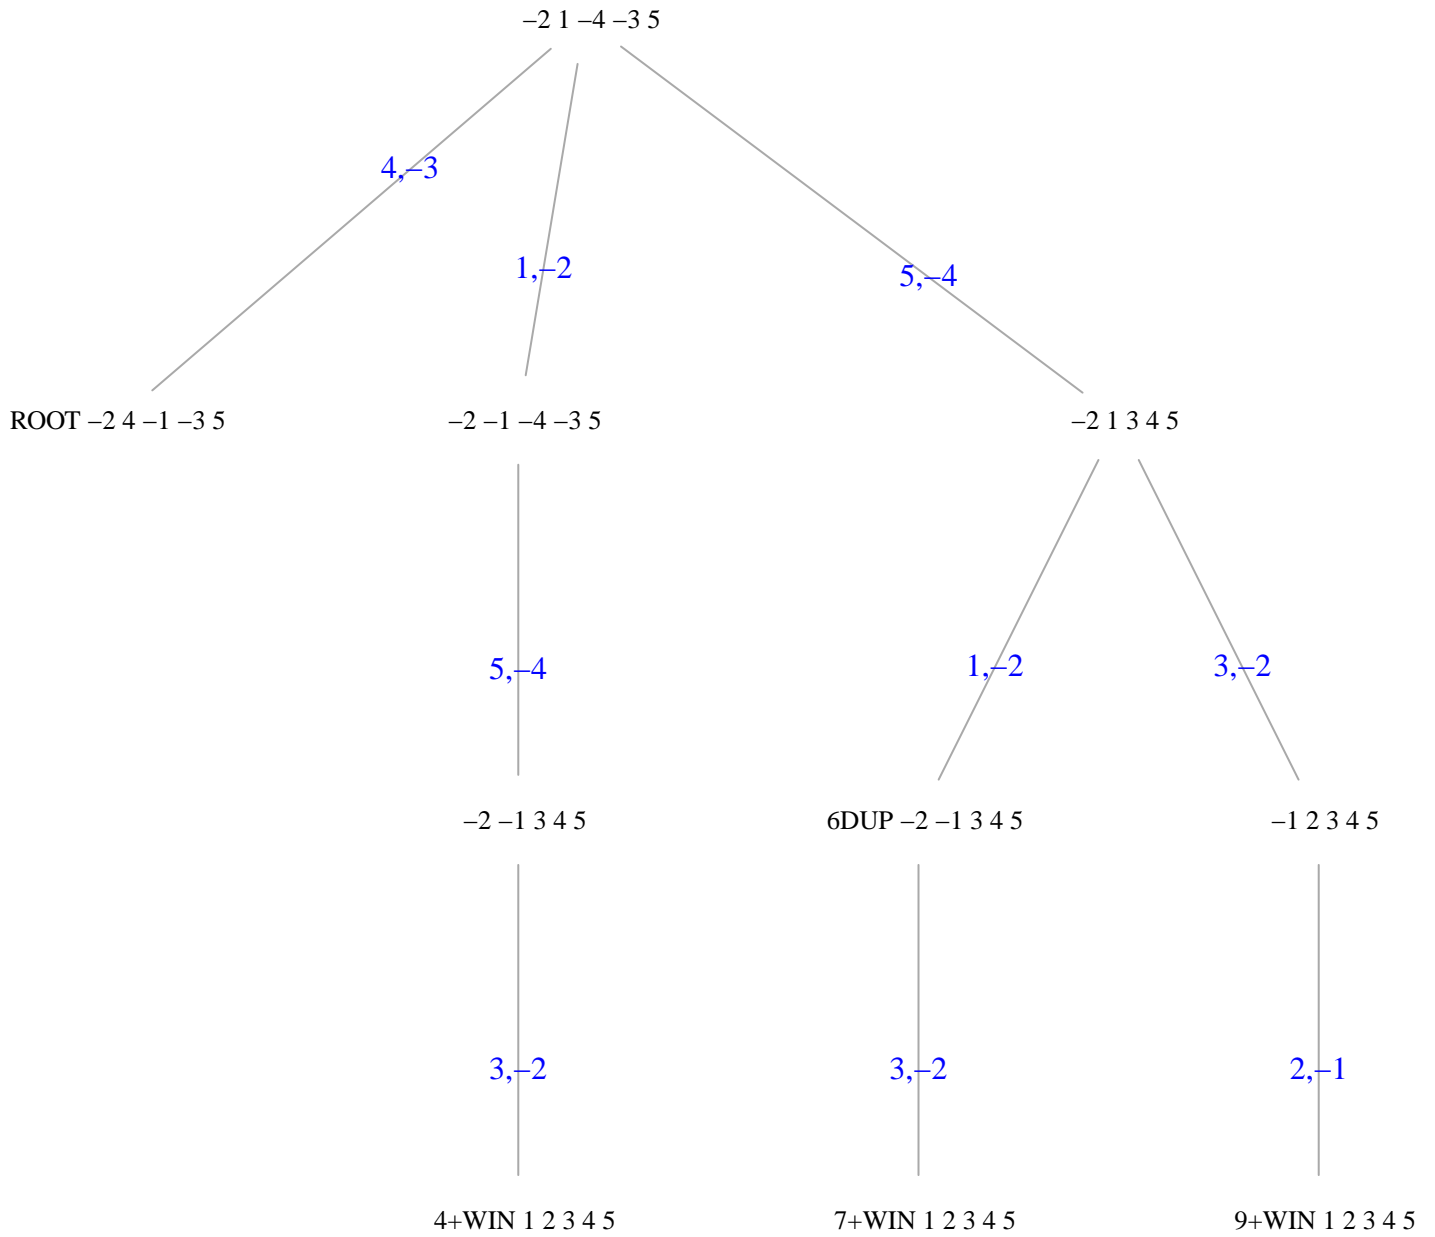 –2 1 –4 –3 5
4,–3
1,–2
5,–4
ROOT –2 4 –1 –3 5
–2 –1 –4 –3 5
–2 1 3 4 5
5,–4
1,–2
3,–2
–2 –1 3 4 5
6DUP –2 –1 3 4 5
–1 2 3 4 5
3,–2
3,–2
2,–1
4+WIN 1 2 3 4 5
7+WIN 1 2 3 4 5
9+WIN 1 2 3 4 5